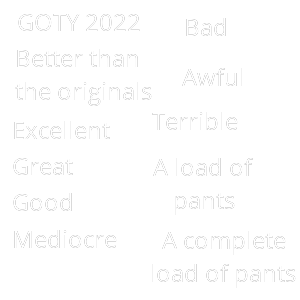 GOTY 2022
Better than
the originals
Excellent
Great
Good
Mediocre
Bad
Awful
Terrible
A load of
pants
A complete
load of pants